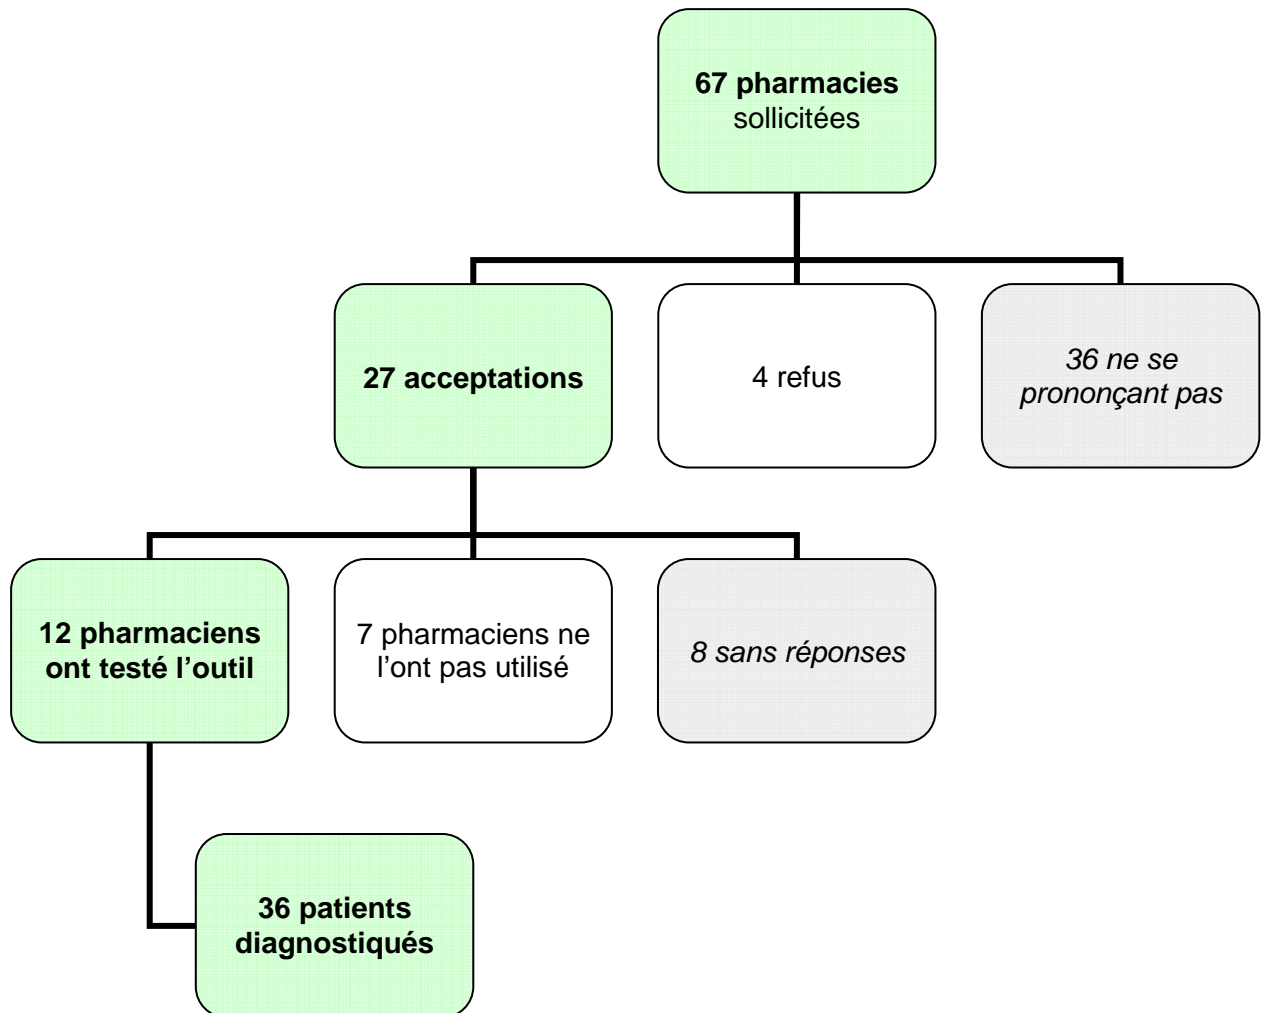 67 pharmacies
sollicitées
27 acceptations
4 refus
36 ne se
prononçant pas
12 pharmaciens
ont testé l’outil
7 pharmaciens ne
l’ont pas utilisé
8 sans réponses
36 patients
diagnostiqués